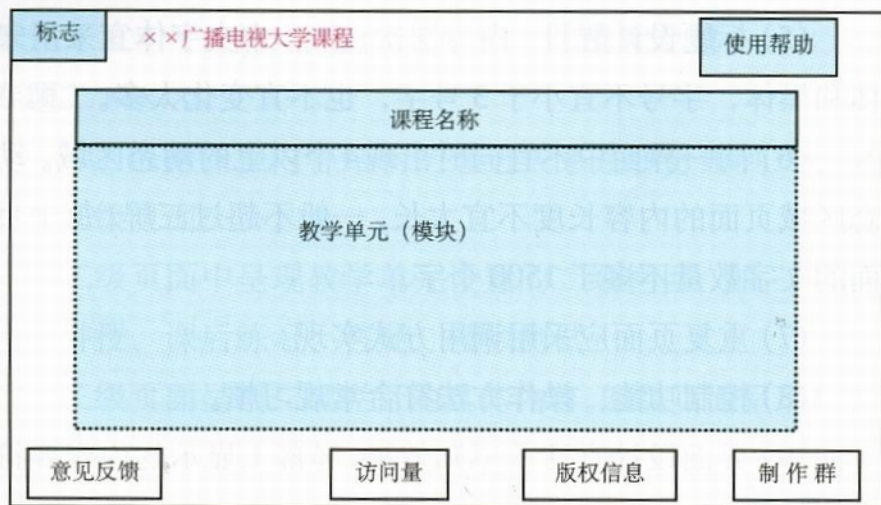 标志
××广播电视大学课程
使用帮助
课程名称
教学单元（模块）
意见反馈
访问量
版权信息
制 作 群